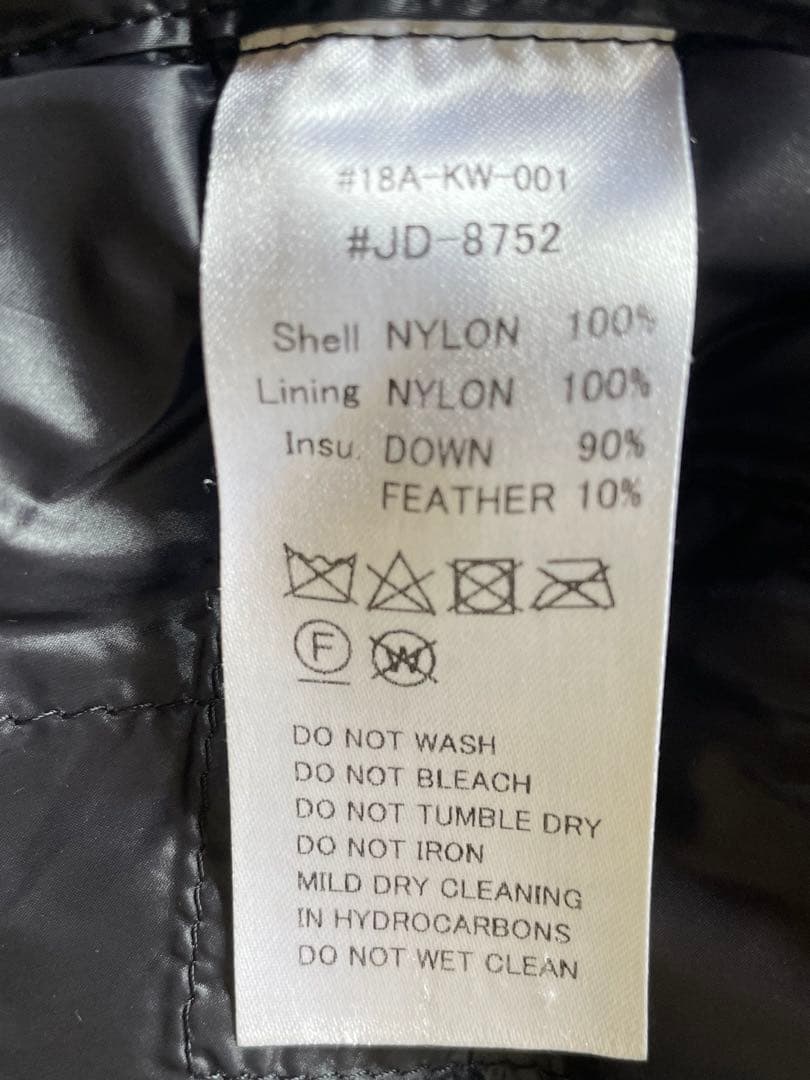 #18A-KW-001
#JD-8752
Shell NYLON 100%
Lining NYLON 100%
Insu. DOWN 90%
FEATHER 10%
F W
DO NOT WASH
DO NOT BLEACH
DO NOT TUMBLE DRY
DO NOT IRON
MILD DRY CLEANING
IN HYDROCARBONS
DO NOT WET CLEAN